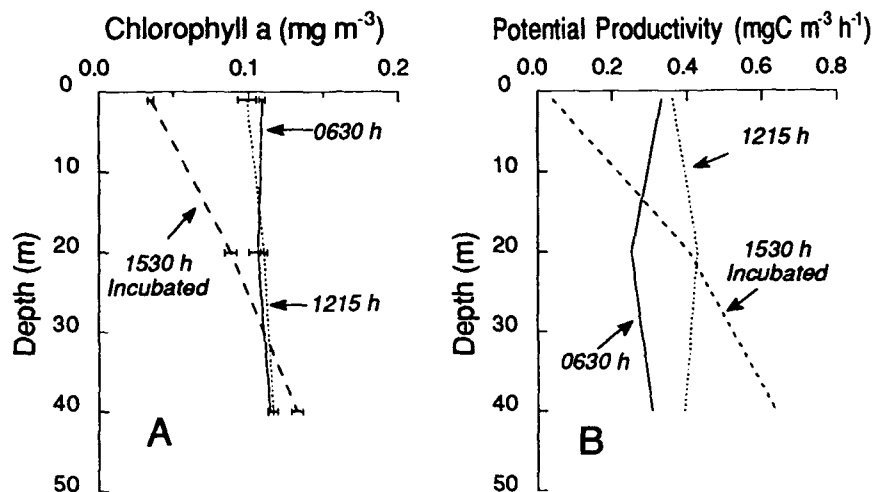 Chlorophyll a (mg m⁻³)
0.0 0.1 0.2
0
10
20
30
40
50
Depth (m)
0630 h
1530 h
Incubated
1215 h
A
Potential Productivity (mgC m⁻³ h⁻¹)
0.0 0.2 0.4 0.6 0.8
0
10
20
30
40
50
Depth (m)
1215 h
1530 h
Incubated
0630 h
B